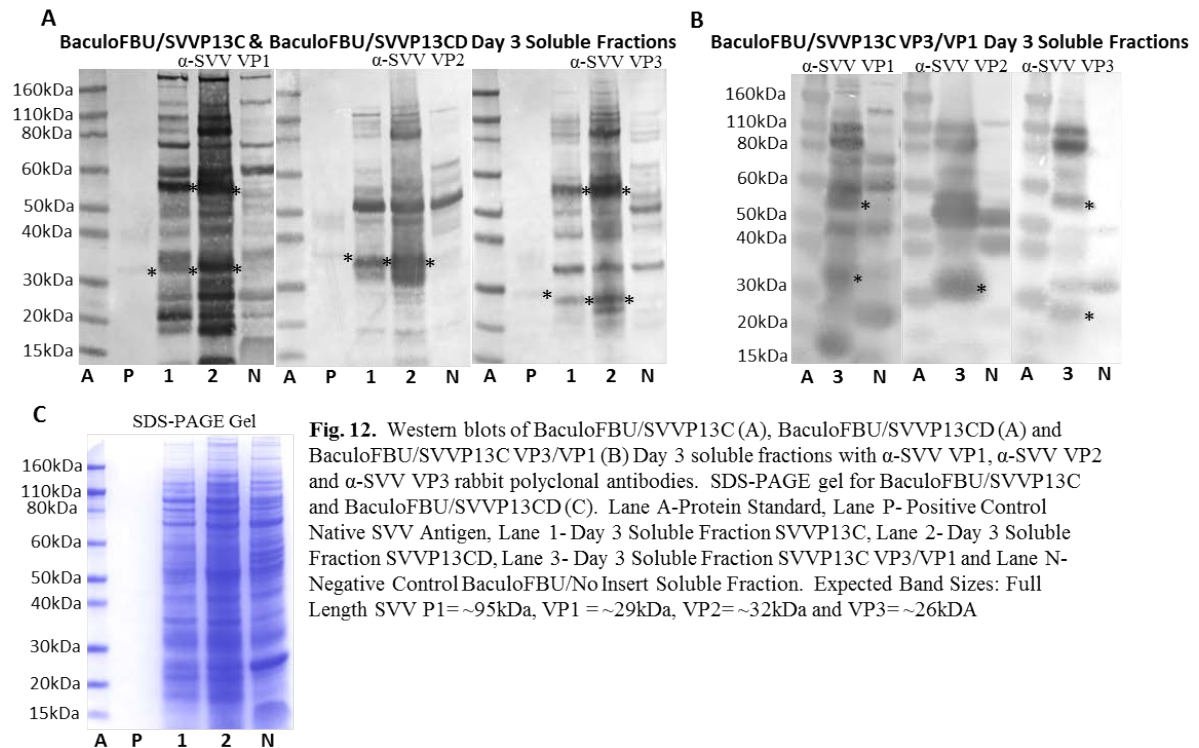 A
BaculoFBU/SVVP13C & BaculoFBU/SVVP13CD Day 3 Soluble Fractions
α-SVV VP1
α-SVV VP2
α-SVV VP3
160kDa
110kDa
80kDa
60kDa
50kDa
40kDa
30kDa
20kDa
15kDa
* * * *
* * *
* * * * *
A P 1 2 N
A P 1 2 N
A P 1 2 N
B
BaculoFBU/SVVP13C VP3/VP1 Day 3 Soluble Fractions
α-SVV VP1
α-SVV VP2
α-SVV VP3
160kDa
110kDa
80kDa
60kDa
50kDa
40kDa
30kDa
20kDa
15kDa
* *
*
* *
A 3 N
A 3 N
A 3 N
C
SDS-PAGE Gel
160kDa
110kDa
80kDa
60kDa
50kDa
40kDa
30kDa
20kDa
15kDa
A P 1 2 N
Fig. 12. Western blots of BaculoFBU/SVVP13C (A), BaculoFBU/SVVP13CD (A) and
BaculoFBU/SVVP13C VP3/VP1 (B) Day 3 soluble fractions with α-SVV VP1, α-SVV VP2
and α-SVV VP3 rabbit polyclonal antibodies. SDS-PAGE gel for BaculoFBU/SVVP13C
and BaculoFBU/SVVP13CD (C). Lane A-Protein Standard, Lane P- Positive Control
Native SVV Antigen, Lane 1- Day 3 Soluble Fraction SVVP13C, Lane 2- Day 3 Soluble
Fraction SVVP13CD, Lane 3- Day 3 Soluble Fraction SVVP13C VP3/VP1 and Lane N-
Negative Control BaculoFBU/No Insert Soluble Fraction. Expected Band Sizes: Full
Length SVV P1= ~95kDa, VP1 = ~29kDa, VP2= ~32kDa and VP3= ~26kDA